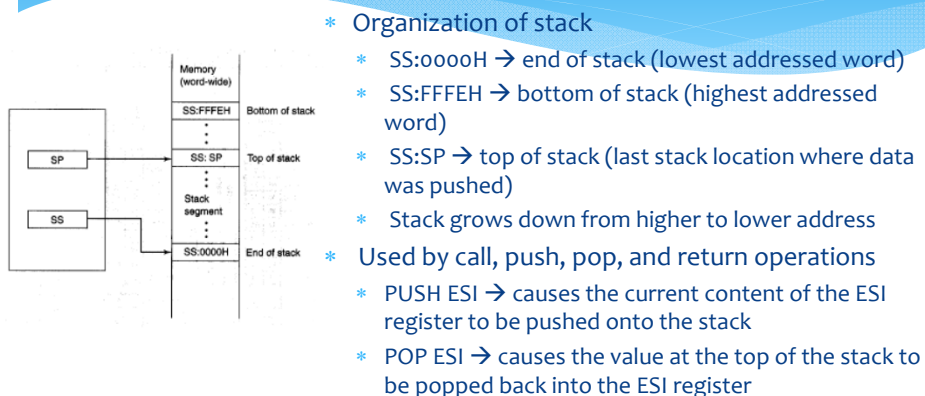 Memory
(word-wide)
SS:FFFEH Bottom of stack
SP
SS: SP Top of stack
Stack
segment
SS
SS:0000H End of stack
* Organization of stack
* SS:0000H → end of stack (lowest addressed word)
* SS:FFFEH → bottom of stack (highest addressed
word)
* SS:SP → top of stack (last stack location where data
was pushed)
* Stack grows down from higher to lower address
* Used by call, push, pop, and return operations
* PUSH ESI → causes the current content of the ESI
register to be pushed onto the stack
* POP ESI → causes the value at the top of the stack to
be popped back into the ESI register